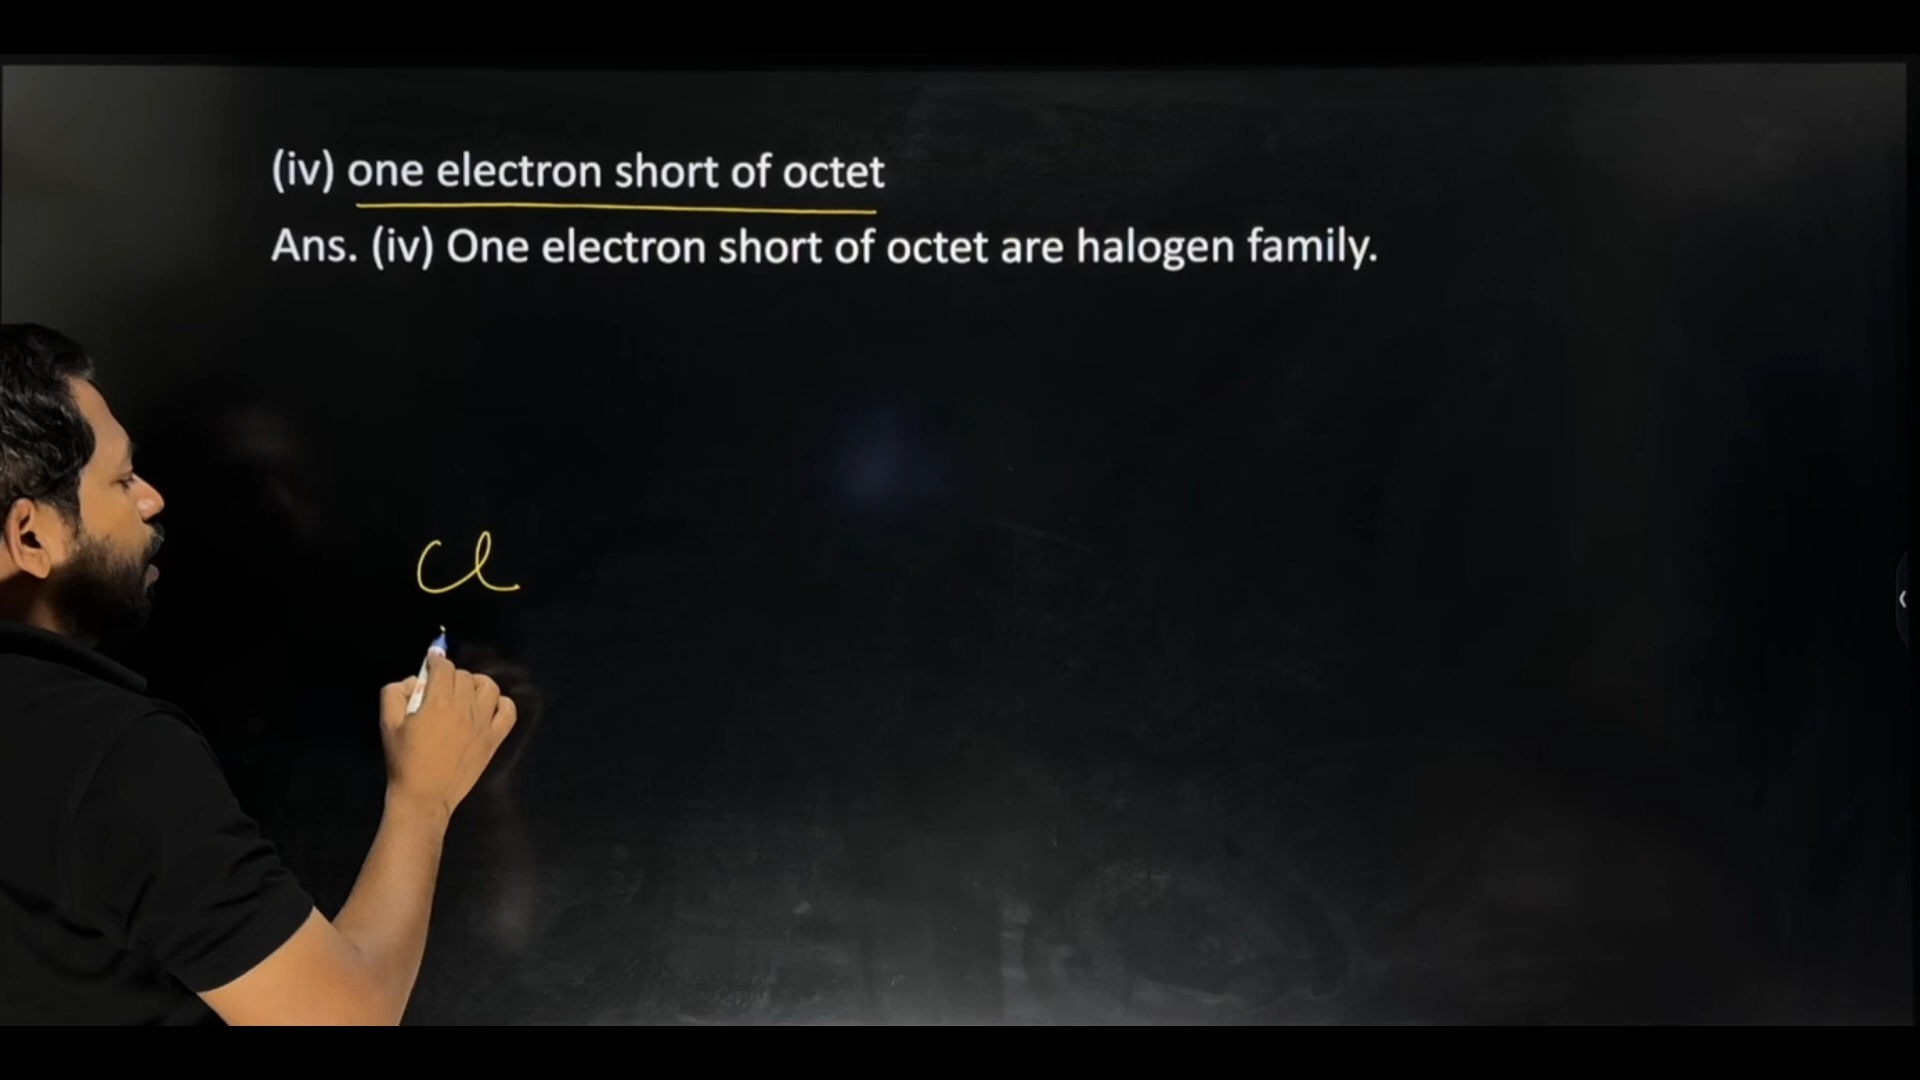 (iv) one electron short of octet
Ans. (iv) One electron short of octet are halogen family.
Cl